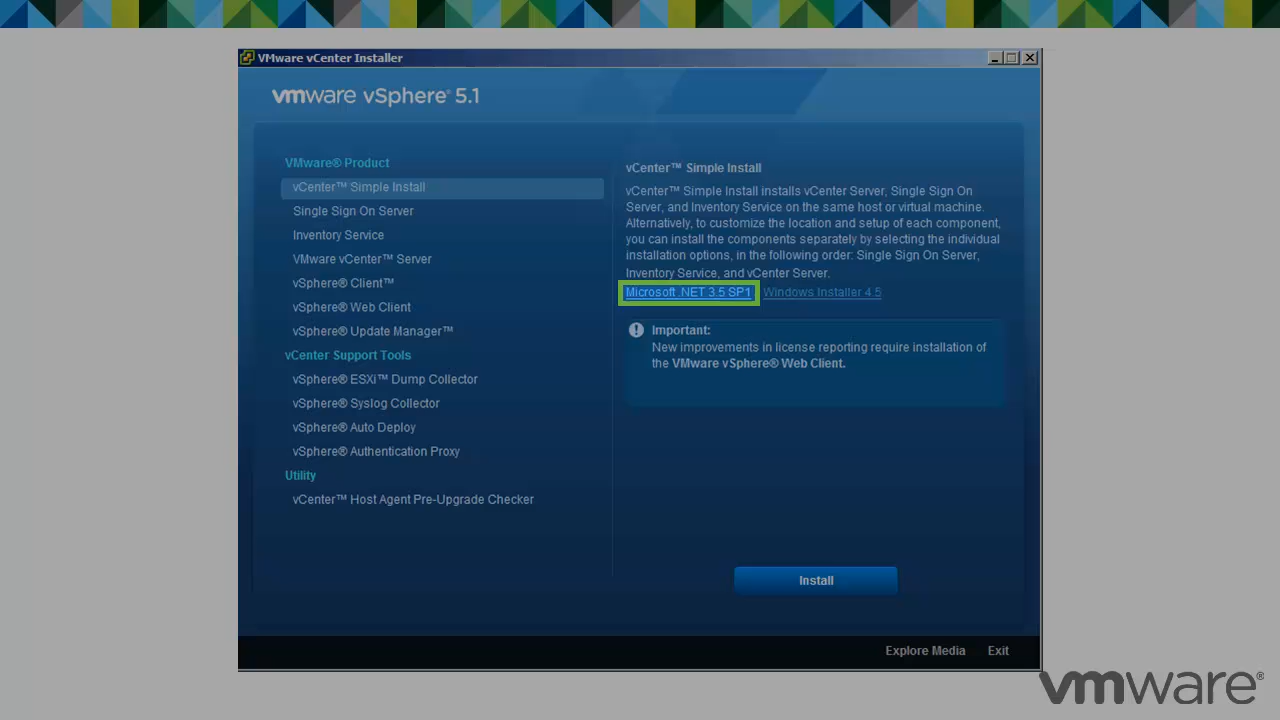 VMware vCenter Installer
vmware vSphere® 5.1
VMware® Product
vCenter™ Simple Install
Single Sign On Server
Inventory Service
VMware vCenter™ Server
vSphere® Client™
vSphere® Web Client
vSphere® Update Manager™
vCenter Support Tools
vSphere® ESXi™ Dump Collector
vSphere® Syslog Collector
vSphere® Auto Deploy
vSphere® Authentication Proxy
Utility
vCenter™ Host Agent Pre-Upgrade Checker
vCenter™ Simple Install
vCenter™ Simple Install installs vCenter Server, Single Sign On
Server, and Inventory Service on the same host or virtual machine.
Alternatively, to customize the location and setup of each component,
you can install the components separately by selecting the individual
installation options, in the following order: Single Sign On Server,
Inventory Service, and vCenter Server.
Microsoft .NET 3.5 SP1 Windows Installer 4.5
Important:
New improvements in license reporting require installation of
the VMware vSphere® Web Client.
Install
Explore Media Exit
vmware®